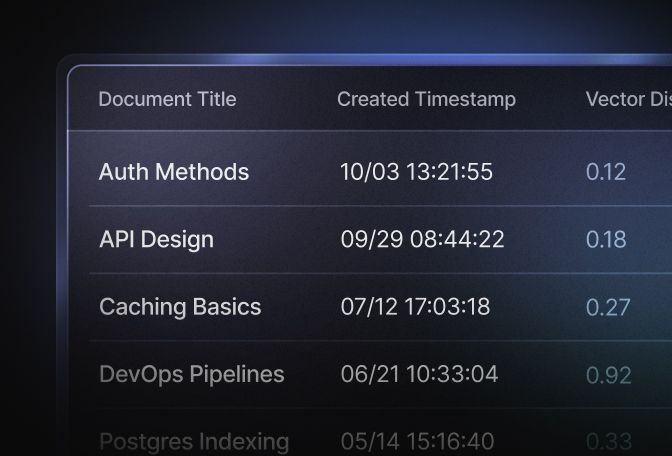 Document Title Created Timestamp Vector Dis
Auth Methods 10/03 13:21:55 0.12
API Design 09/29 08:44:22 0.18
Caching Basics 07/12 17:03:18 0.27
DevOps Pipelines 06/21 10:33:04 0.92
Postgres Indexing 05/14 15:16:40 0.33